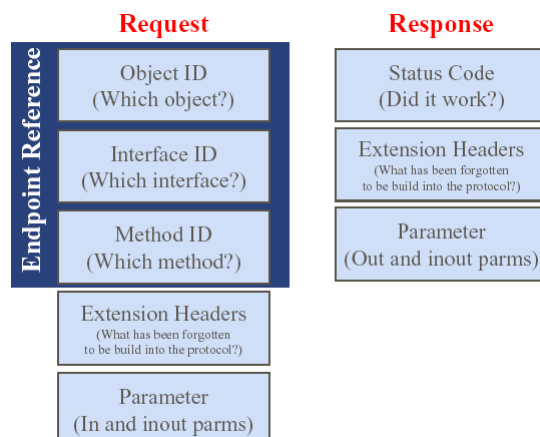 Request
Endpoint Reference
Object ID
(Which object?)
Interface ID
(Which interface?)
Method ID
(Which method?)
Extension Headers
(What has been forgotten
to be build into the protocol?)
Parameter
(In and inout parms)
Response
Status Code
(Did it work?)
Extension Headers
(What has been forgotten
to be build into the protocol?)
Parameter
(Out and inout parms)